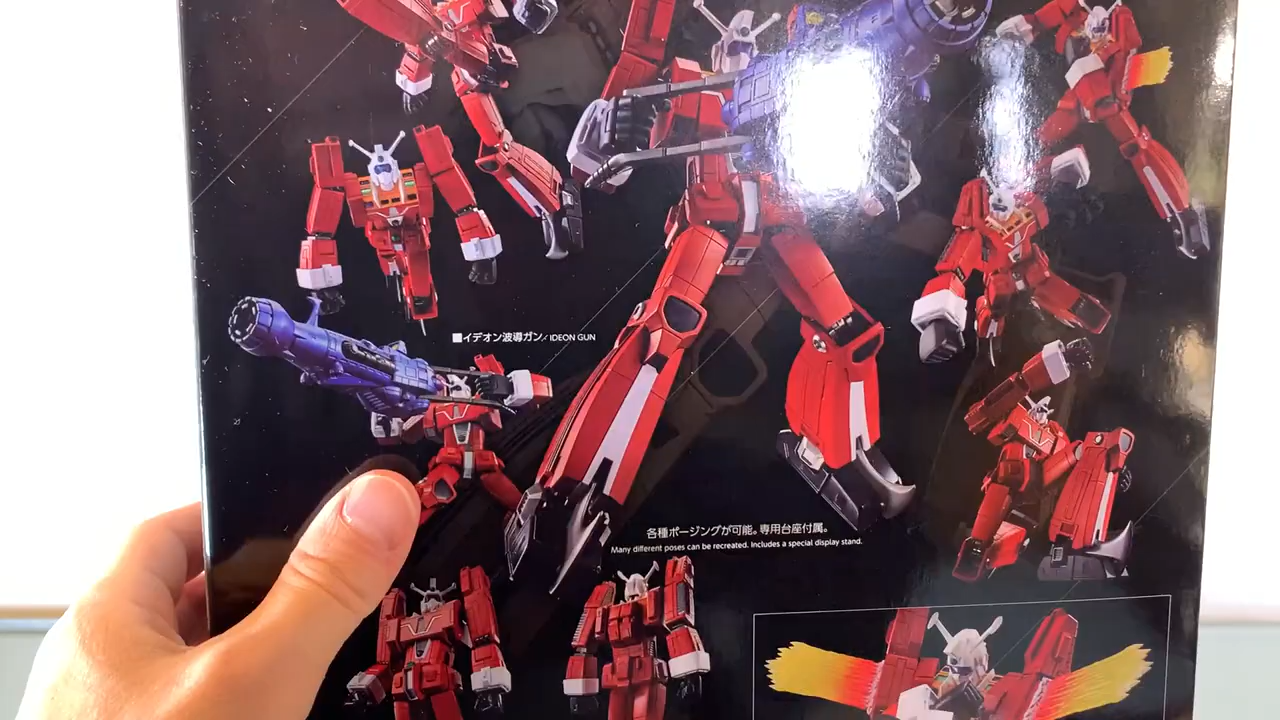 ■イデオン波導ガン／IDEON GUN
各種ポージングが可能。専用台座付属。
Many different poses can be recreated. Includes a special display stand.